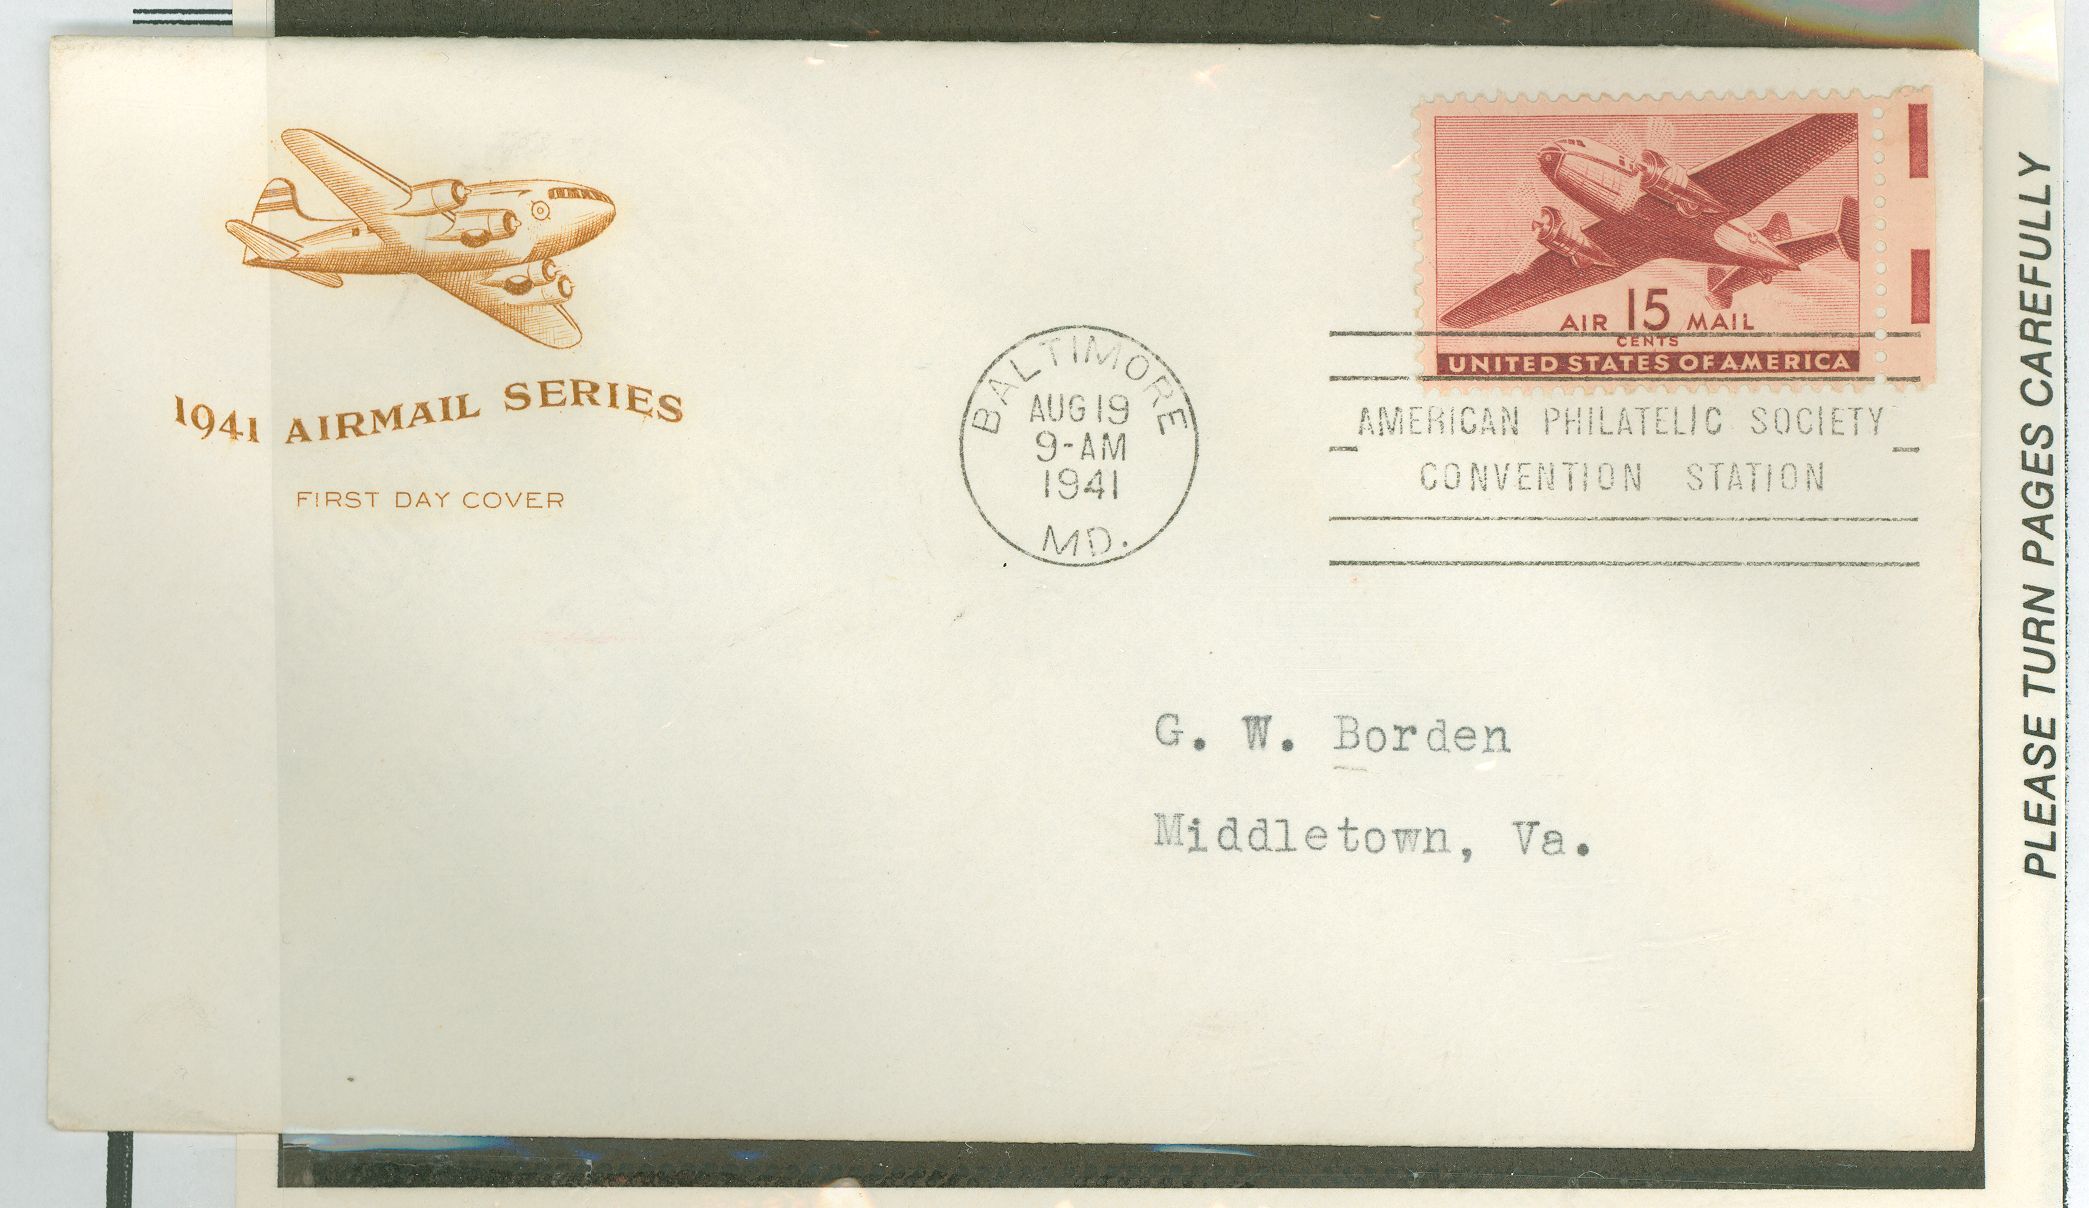 1941 AIRMAIL SERIES
FIRST DAY COVER
BALTIMORE
AUG 19
9-AM
1941
MD.
AIR 15 MAIL
CENTS
UNITED STATES OF AMERICA
AMERICAN PHILATELIC SOCIETY
CONVENTION STATION
G. W. Borden
Middletown, Va.
PLEASE TURN PAGES CAREFULLY